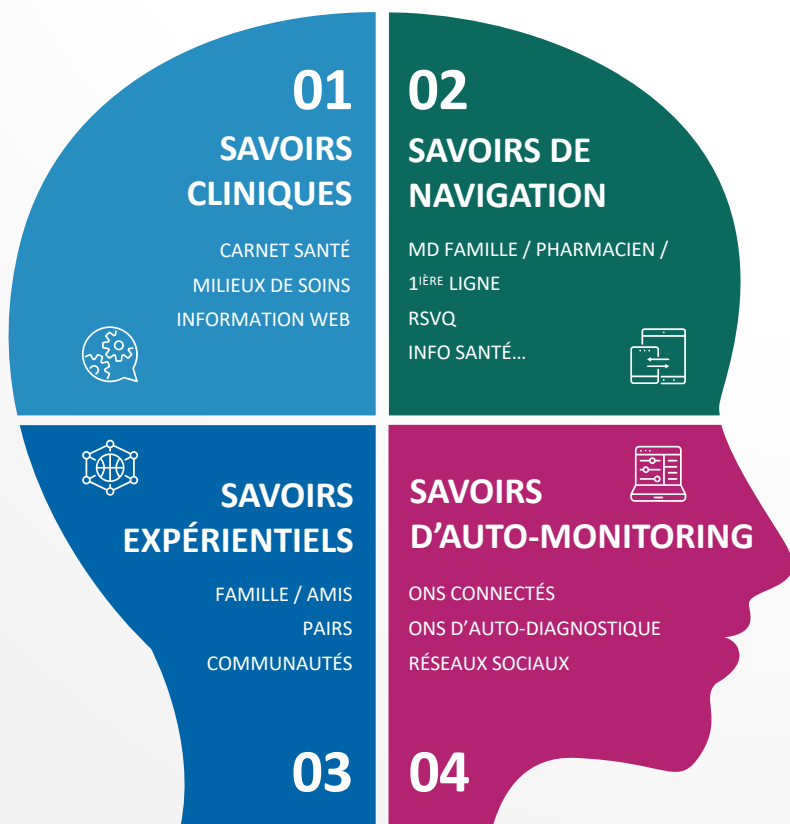 01
SAVOIRS
CLINIQUES
CARNET SANTÉ
MILIEUX DE SOINS
INFORMATION WEB
02
SAVOIRS DE
NAVIGATION
MD FAMILLE / PHARMACIEN /
1IÈRE LIGNE
RSVQ
INFO SANTÉ…
SAVOIRS
EXPÉRIENTIELS
FAMILLE / AMIS
PAIRS
COMMUNAUTÉS
03
SAVOIRS
D’AUTO-MONITORING
ONS CONNECTÉS
ONS D’AUTO-DIAGNOSTIQUE
RÉSEAUX SOCIAUX
04